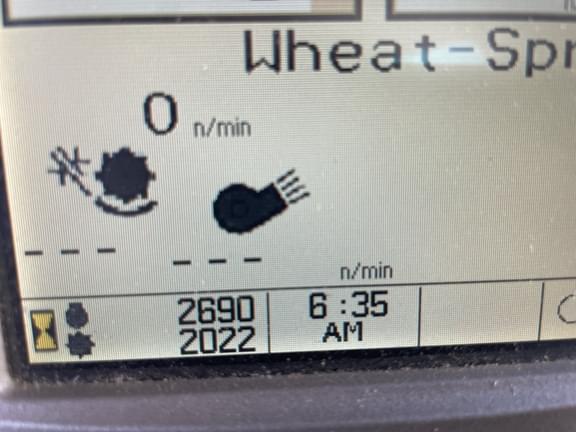 Wheat-Spr
0 n/min
--- ---
n/min
2690 6:35
2022 AM